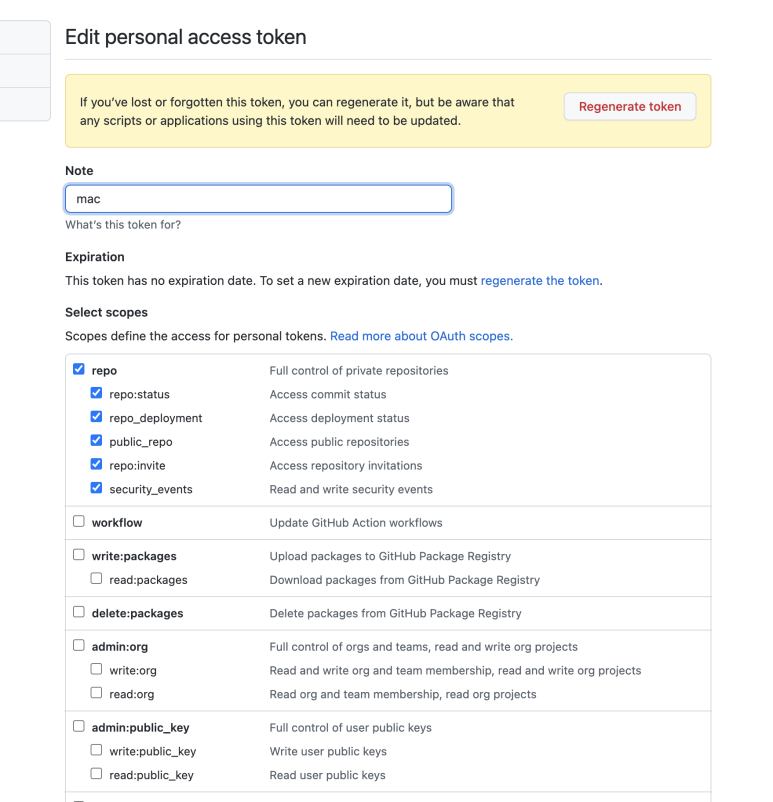 Edit personal access token
If you've lost or forgotten this token, you can regenerate it, but be aware that
any scripts or applications using this token will need to be updated.
Regenerate token
Note
mac
What's this token for?
Expiration
This token has no expiration date. To set a new expiration date, you must regenerate the token.
Select scopes
Scopes define the access for personal tokens. Read more about OAuth scopes.
repo Full control of private repositories
repo:status Access commit status
repo_deployment Access deployment status
public_repo Access public repositories
repo:invite Access repository invitations
security_events Read and write security events
workflow Update GitHub Action workflows
write:packages Upload packages to GitHub Package Registry
read:packages Download packages from GitHub Package Registry
delete:packages Delete packages from GitHub Package Registry
admin:org Full control of orgs and teams, read and write org projects
write:org Read and write org and team membership, read and write org projects
read:org Read org and team membership, read org projects
admin:public_key Full control of user public keys
write:public_key Write user public keys
read:public_key Read user public keys